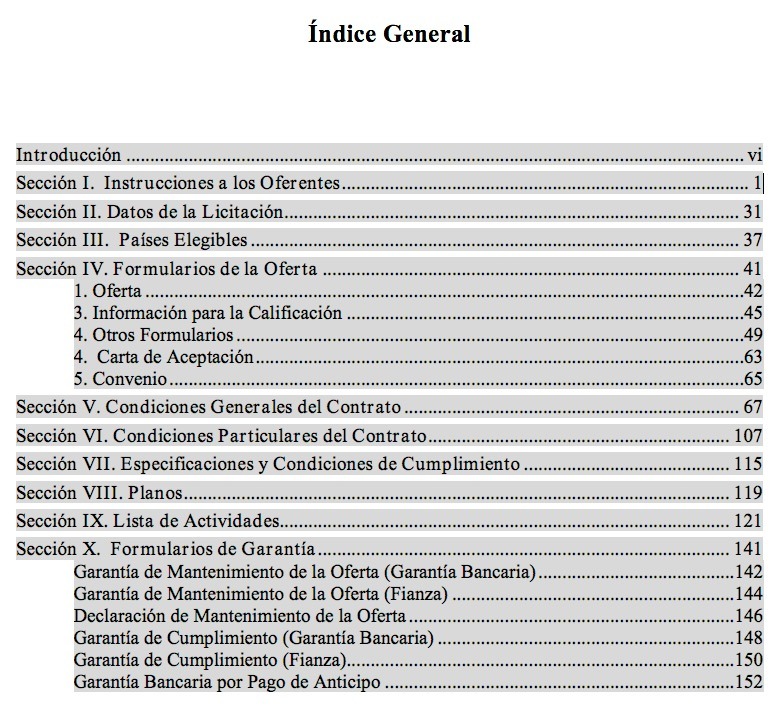 Índice General
Introducción ........................................................................................................................ vi
Sección I.  Instrucciones a los Oferentes...................................................................................... 1
Sección II. Datos de la Licitación.............................................................................................. 31
Sección III.  Países Elegibles .................................................................................................... 37
Sección IV. Formularios de la Oferta ......................................................................................... 41
1. Oferta ...............................................................................................................................42
3. Información para la Calificación ....................................................................................45
4. Otros Formularios ............................................................................................................49
4.  Carta de Aceptación........................................................................................................63
5. Convenio ..........................................................................................................................65
Sección V. Condiciones Generales del Contrato ....................................................................... 67
Sección VI. Condiciones Particulares del Contrato................................................................ 107
Sección VII. Especificaciones y Condiciones de Cumplimiento ............................................ 115
Sección VIII. Planos................................................................................................................ 119
Sección IX. Lista de Actividades............................................................................................. 121
Sección X.  Formularios de Garantía ....................................................................................... 141
Garantía de Mantenimiento de la Oferta (Garantía Bancaria) ..........................................142
Garantía de Mantenimiento de la Oferta (Fianza) ............................................................144
Declaración de Mantenimiento de la Oferta .....................................................................146
Garantía de Cumplimiento (Garantía Bancaria) ...............................................................148
Garantía de Cumplimiento (Fianza)..................................................................................150
Garantía Bancaria por Pago de Anticipo ..........................................................................152